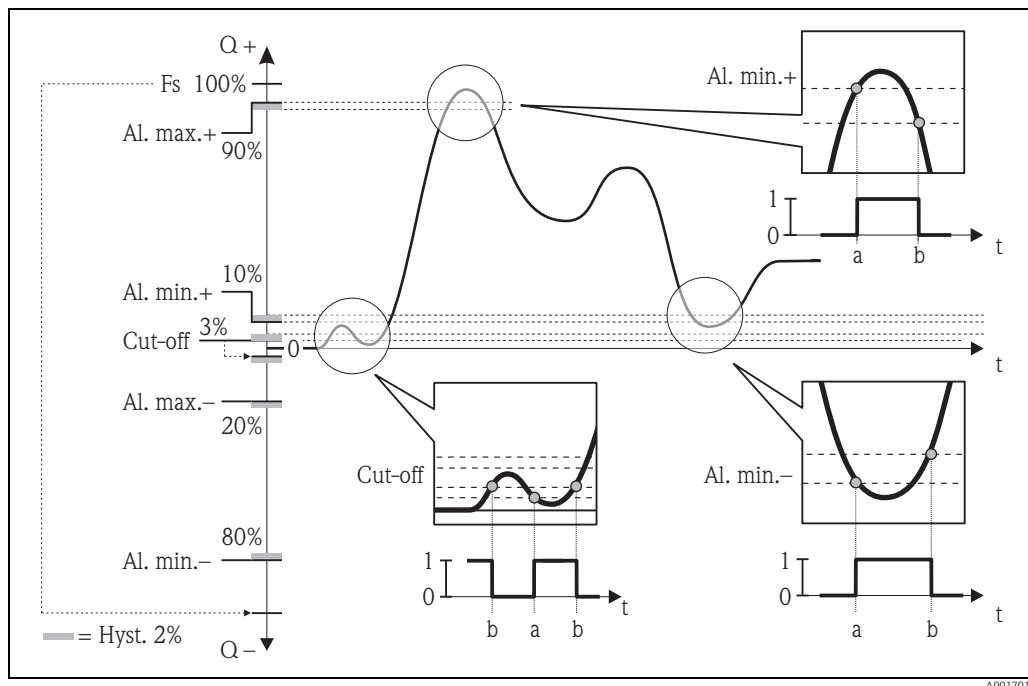 Q +
Fs 100%
Al. max.+
90%
10%
Al. min.+
3%
Cut-off
0
Al. max.–
20%
80%
Al. min.–
= Hyst. 2%
Q –
t
Al. min.+
1
0
a b
t
Cut-off
1
0
b a b
t
Al. min.–
1
0
a b
t